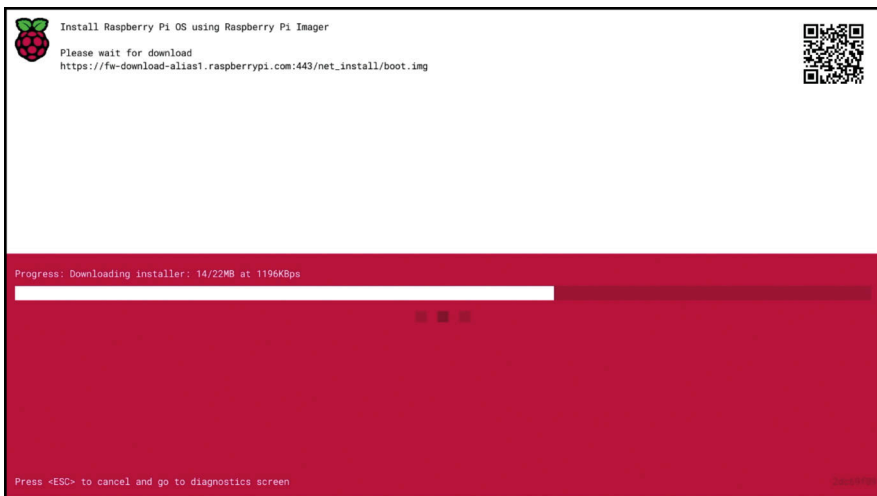 Install Raspberry Pi OS using Raspberry Pi Imager
Please wait for download
https://fw-download-alias1.raspberrypi.com:443/net_install/boot.img
Progress: Downloading installer: 14/22MB at 1196KBps
Press <ESC> to cancel and go to diagnostics screen